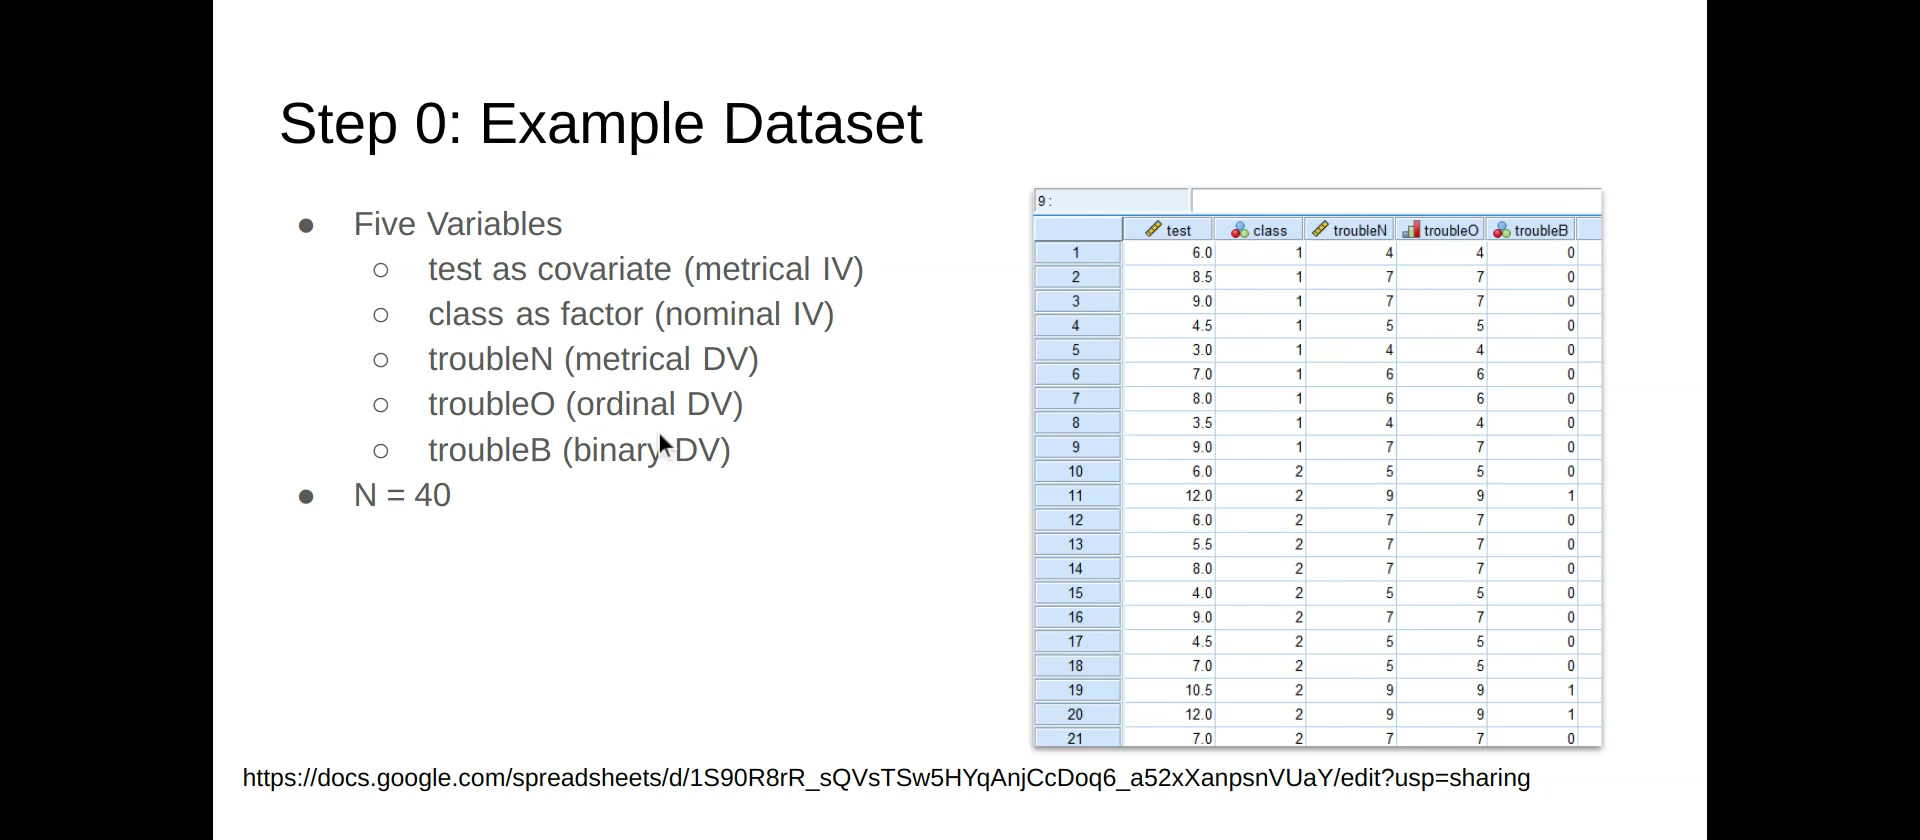 Step 0: Example Dataset
● Five Variables
○ test as covariate (metrical IV)
○ class as factor (nominal IV)
○ troubleN (metrical DV)
○ troubleO (ordinal DV)
○ troubleB (binary DV)
● N = 40
9 :
test class troubleN troubleO troubleB
1 6.0 1 4 4 0
2 8.5 1 7 7 0
3 9.0 1 7 7 0
4 4.5 1 5 5 0
5 3.0 1 4 4 0
6 7.0 1 6 6 0
7 8.0 1 6 6 0
8 3.5 1 4 4 0
9 9.0 1 7 7 0
10 6.0 2 5 5 0
11 12.0 2 9 9 1
12 6.0 2 7 7 0
13 5.5 2 7 7 0
14 8.0 2 7 7 0
15 4.0 2 5 5 0
16 9.0 2 7 7 0
17 4.5 2 5 5 0
18 7.0 2 5 5 0
19 10.5 2 9 9 1
20 12.0 2 9 9 1
21 7.0 2 7 7 0
https://docs.google.com/spreadsheets/d/1S90R8rR_sQVsTSw5HYqAnjCcDoq6_a52xXanpsnVUaY/edit?usp=sharing